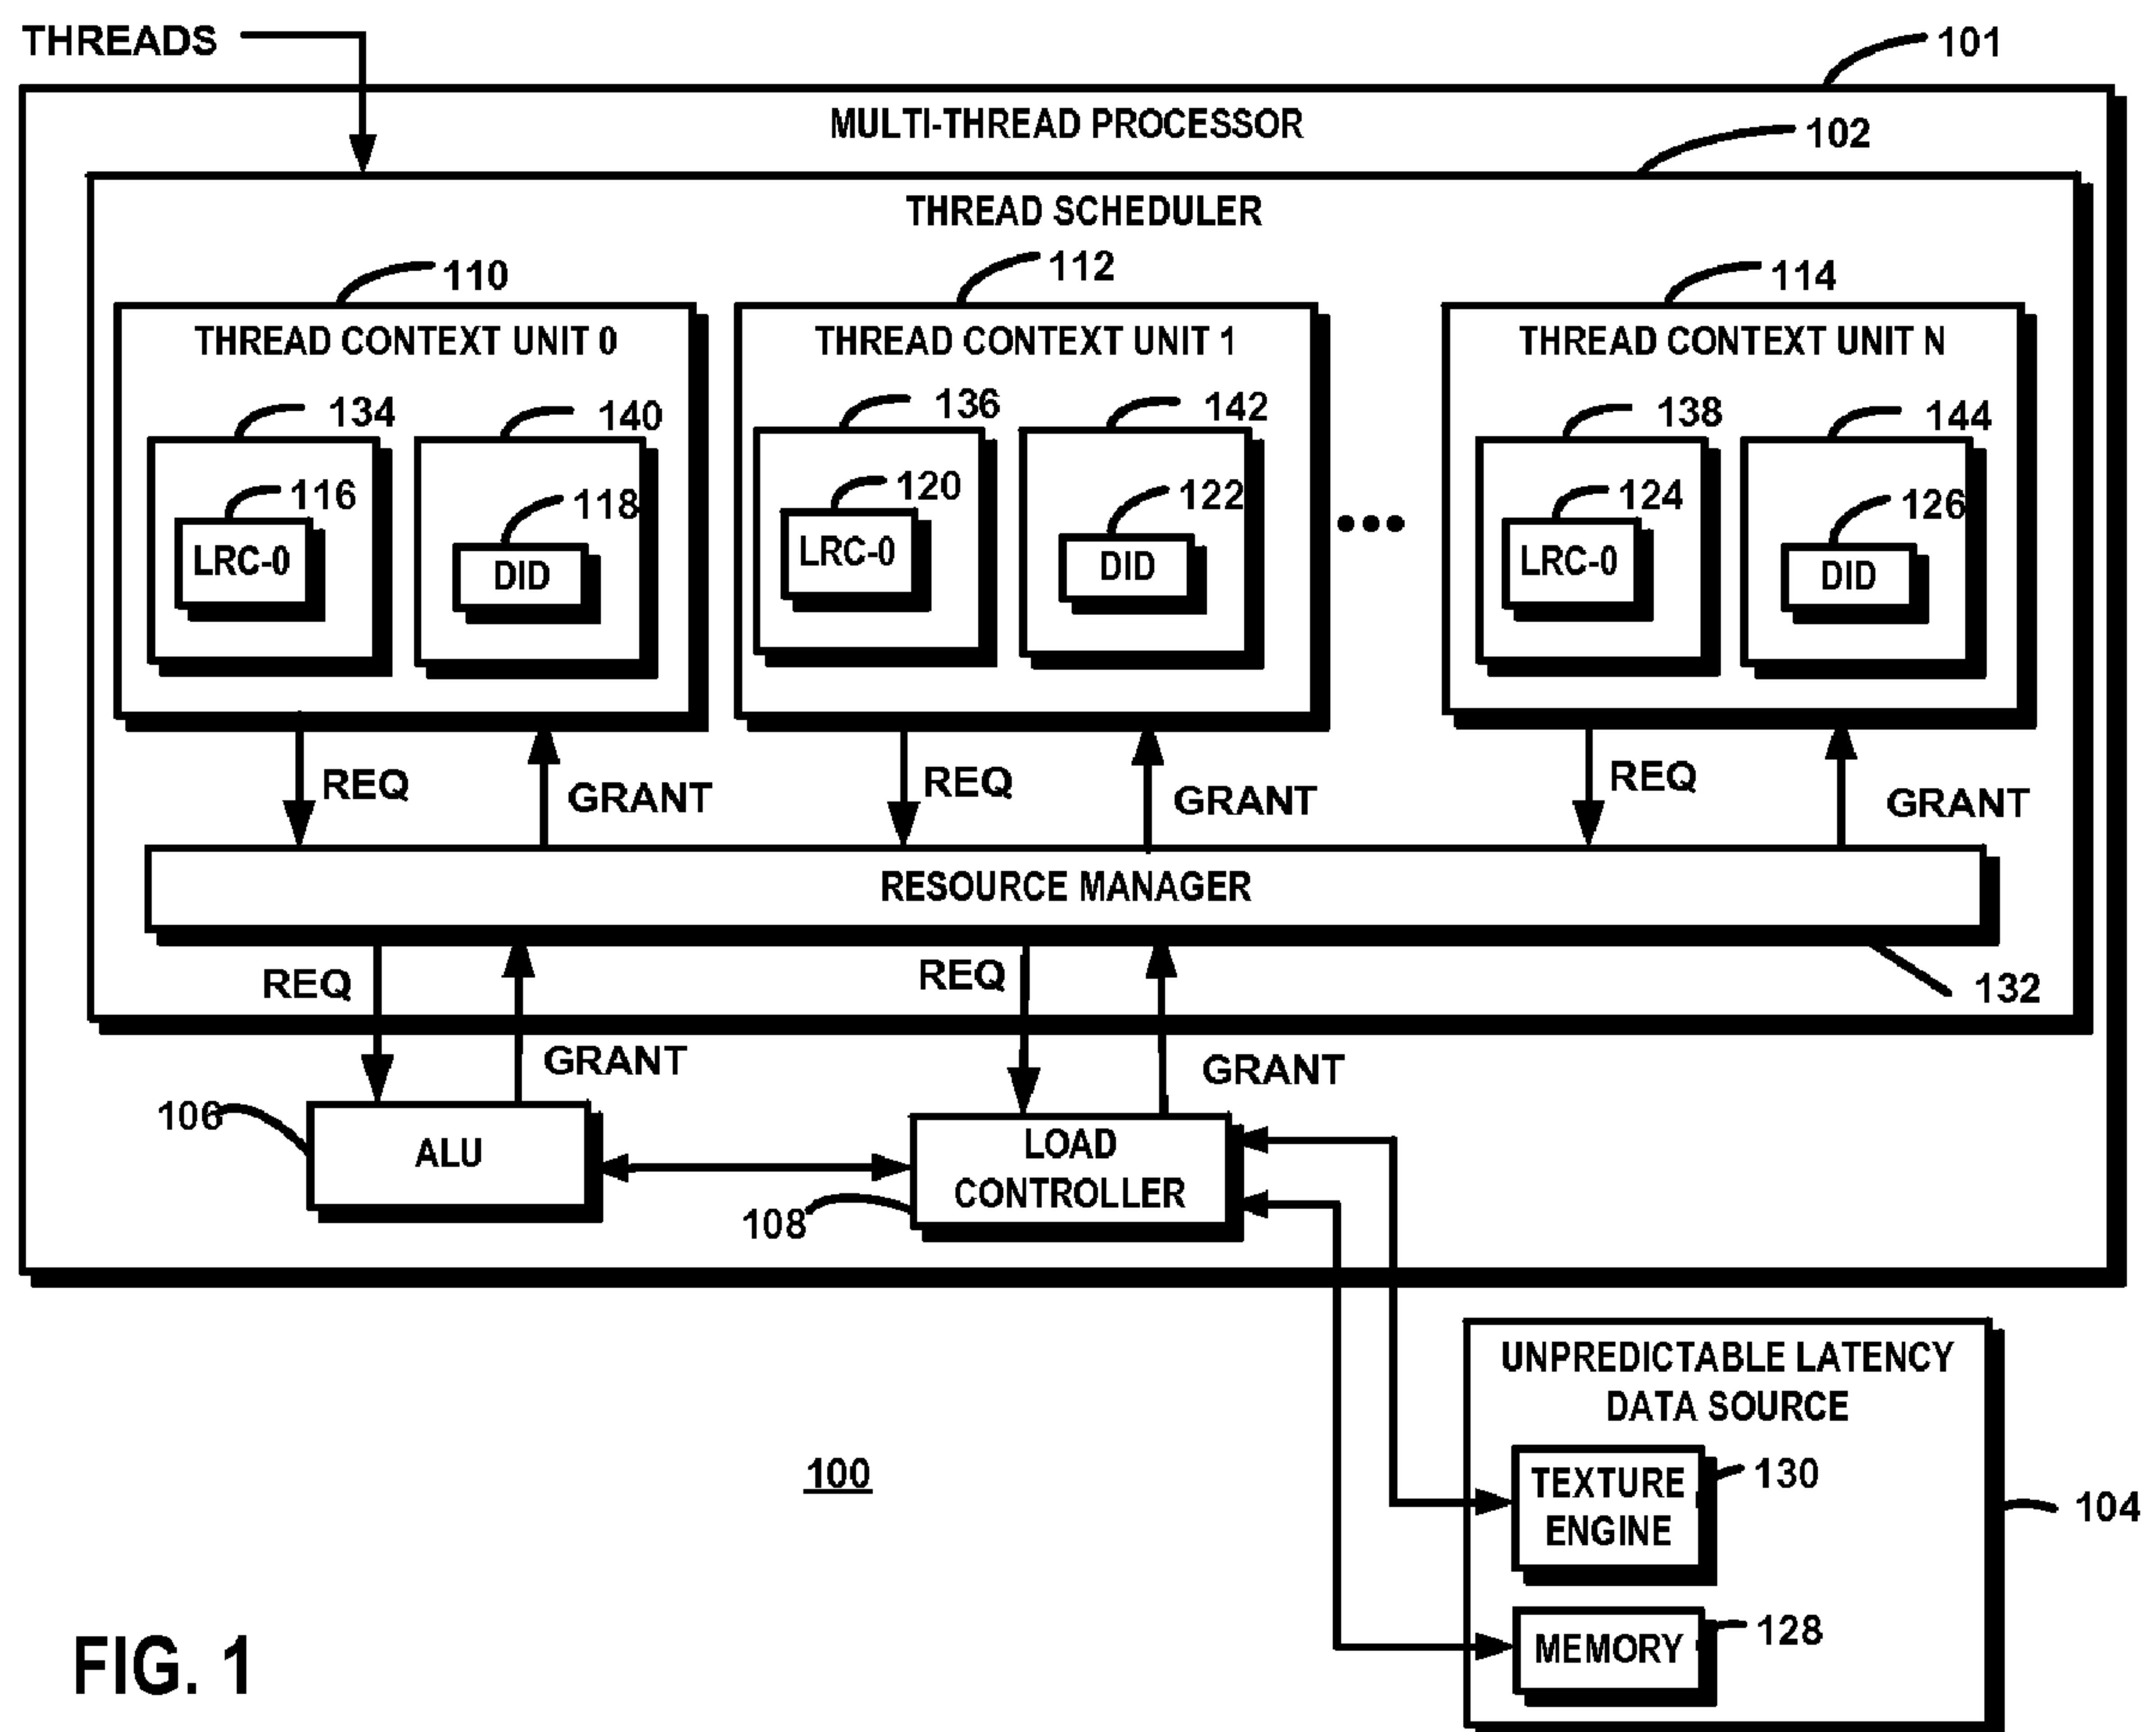 THREADS
101
MULTI-THREAD PROCESSOR
102
THREAD SCHEDULER
110
112
114
THREAD CONTEXT UNIT 0
THREAD CONTEXT UNIT 1
THREAD CONTEXT UNIT N
134
140
136
142
138
144
116
118
120
122
124
126
LRC-0
DID
LRC-0
DID
•••
LRC-0
DID
REQ
GRANT
REQ
GRANT
REQ
GRANT
RESOURCE MANAGER
REQ
REQ
132
GRANT
GRANT
106
ALU
LOAD
CONTROLLER
108
UNPREDICTABLE LATENCY
DATA SOURCE
100
TEXTURE
ENGINE
130
104
MEMORY
128
FIG. 1